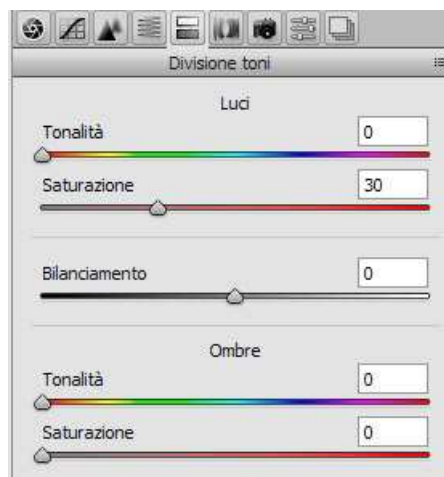 Divisione toni
Luci
Tonalità 0
Saturazione 30
Bilanciamento 0
Ombre
Tonalità 0
Saturazione 0